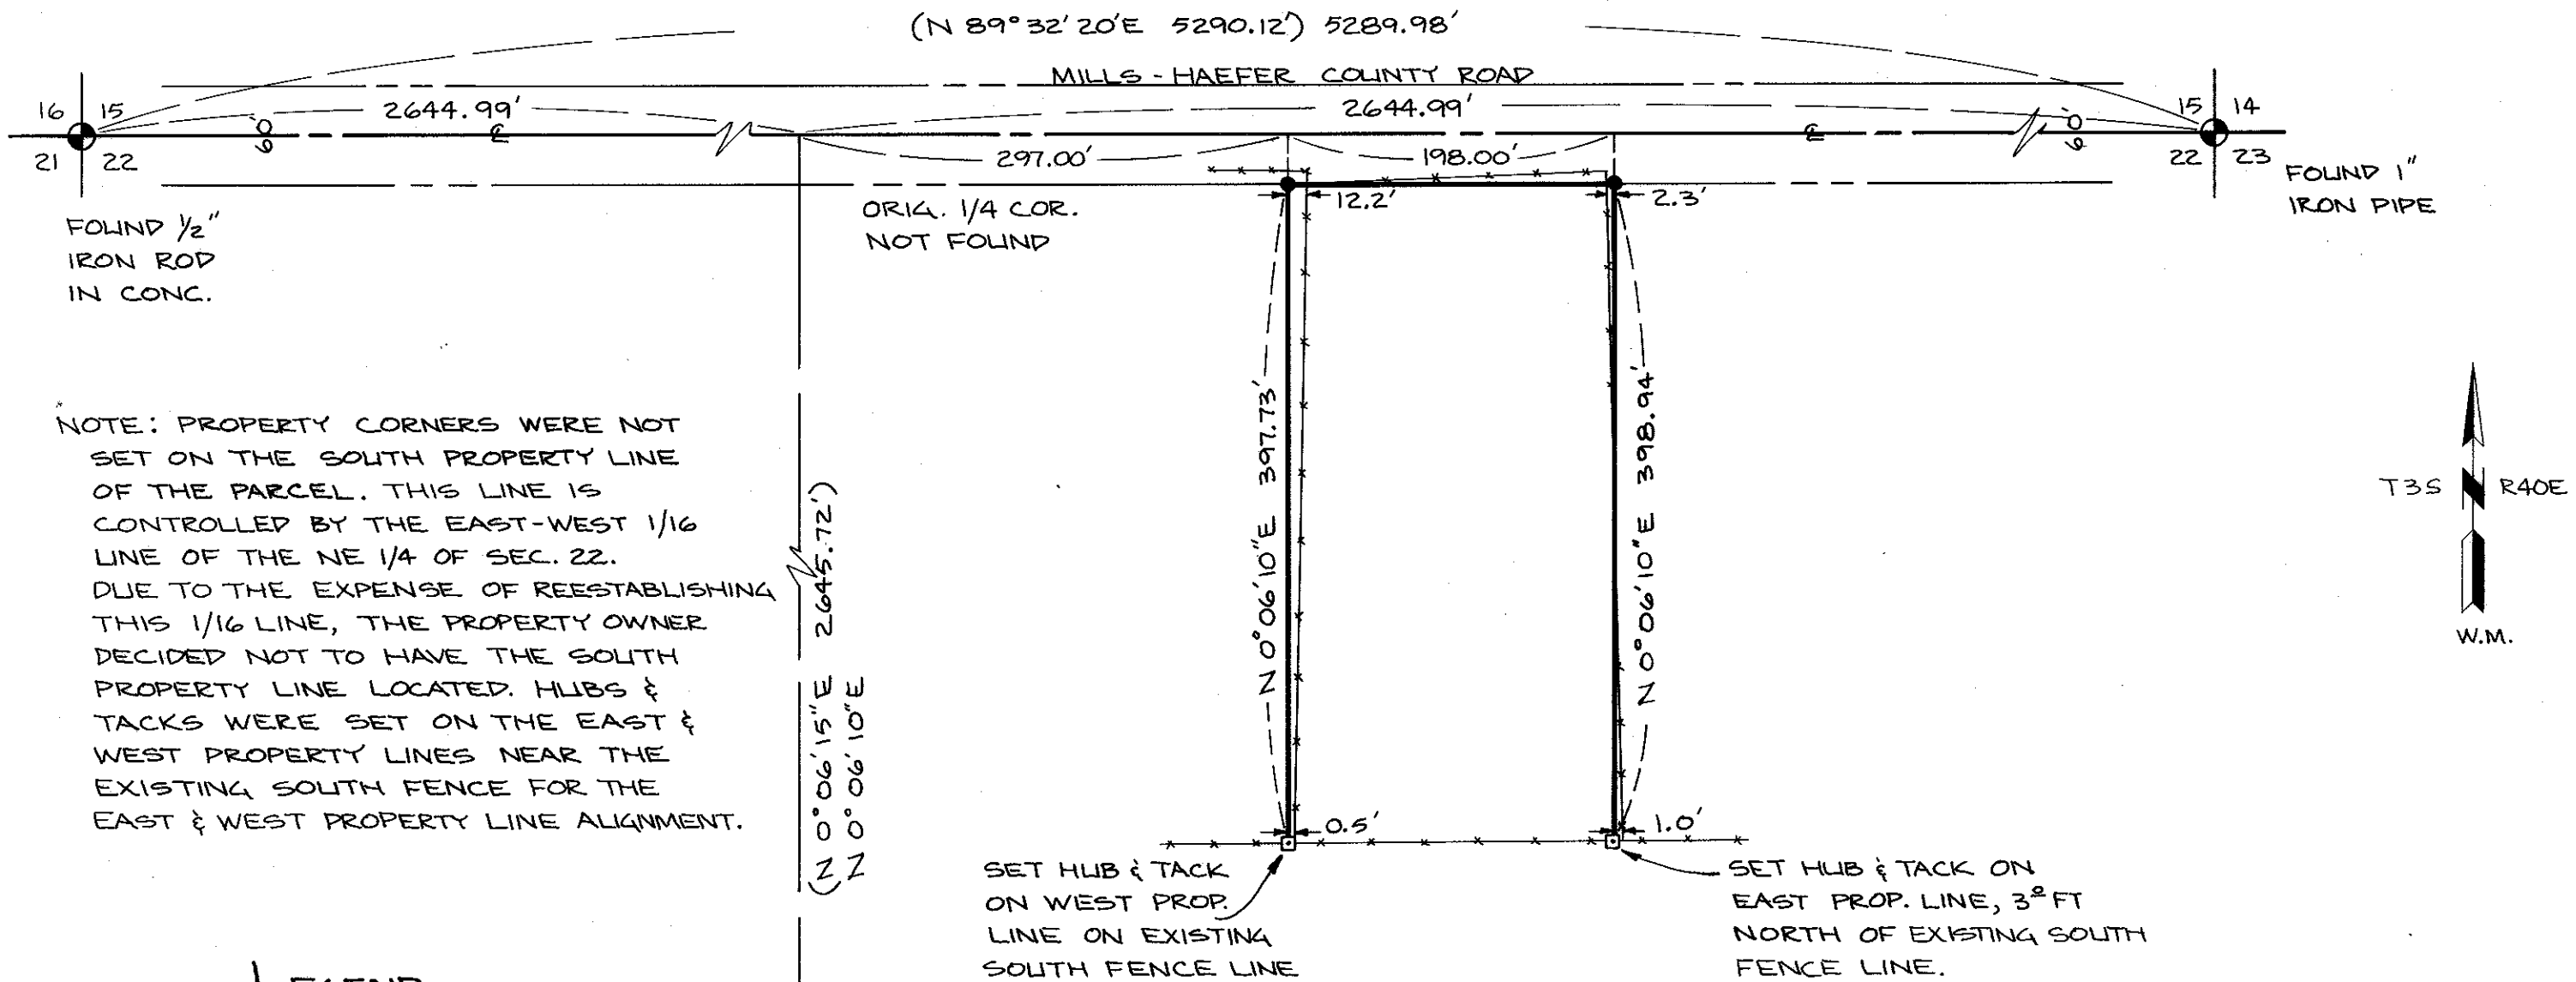 (N 89°32'20'E 5290.12') 5289.98'
MILLS - HAEFER COUNTY ROAD
2644.99'
2644.99'
16 15
21 22
15 14
22 23
60'
℄
℄
60'
297.00'
198.00'
FOUND 1/2"
IRON ROD
IN CONC.
ORIG. 1/4 COR.
NOT FOUND
12.2'
2.3'
FOUND 1"
IRON PIPE
NOTE: PROPERTY CORNERS WERE NOT
SET ON THE SOUTH PROPERTY LINE
OF THE PARCEL. THIS LINE IS
CONTROLLED BY THE EAST-WEST 1/16
LINE OF THE NE 1/4 OF SEC. 22.
DUE TO THE EXPENSE OF REESTABLISHING
THIS 1/16 LINE, THE PROPERTY OWNER
DECIDED NOT TO HAVE THE SOUTH
PROPERTY LINE LOCATED. HUBS &
TACKS WERE SET ON THE EAST &
WEST PROPERTY LINES NEAR THE
EXISTING SOUTH FENCE FOR THE
EAST & WEST PROPERTY LINE ALIGNMENT.
(N 0°06'15"E 2645.72')
N 0°06'10"E
N 0°06'10"E 397.73'
N 0°06'10"E 398.94'
T3S N R40E
W.M.
0.5'
1.0'
SET HUB & TACK
ON WEST PROP.
LINE ON EXISTING
SOUTH FENCE LINE
SET HUB & TACK ON
EAST PROP. LINE, 3⁰ FT
NORTH OF EXISTING SOUTH
FENCE LINE.
LEGEND